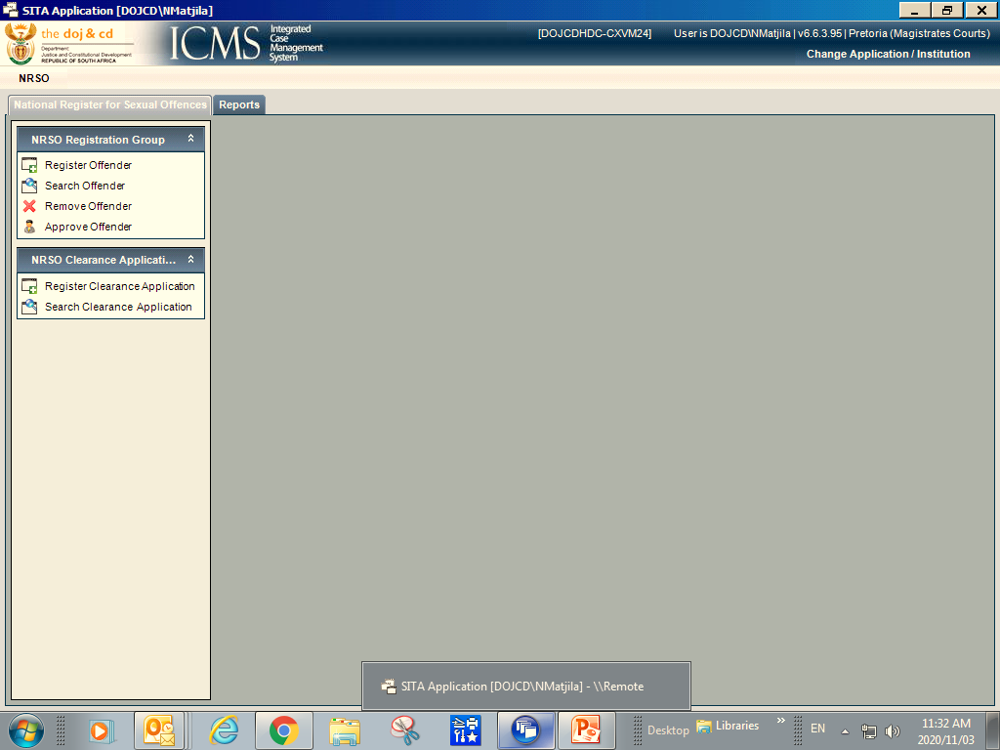 SITA Application [DOJCD\NMatjila]
the doj & cd
Department:
Justice and Constitutional Development
REPUBLIC OF SOUTH AFRICA
ICMS
Integrated
Case
Management
System
[DOJCDHDC-CXVM24]
User is DOJCD\NMatjila | v6.6.3.95 | Pretoria (Magistrates Courts)
Change Application / Institution
NRSO
National Register for Sexual Offences
Reports
NRSO Registration Group
Register Offender
Search Offender
Remove Offender
Approve Offender
NRSO Clearance Applicati...
Register Clearance Application
Search Clearance Application
SITA Application [DOJCD\NMatjila] - \\Remote
Desktop
Libraries
»
EN
11:32 AM
2020/11/03